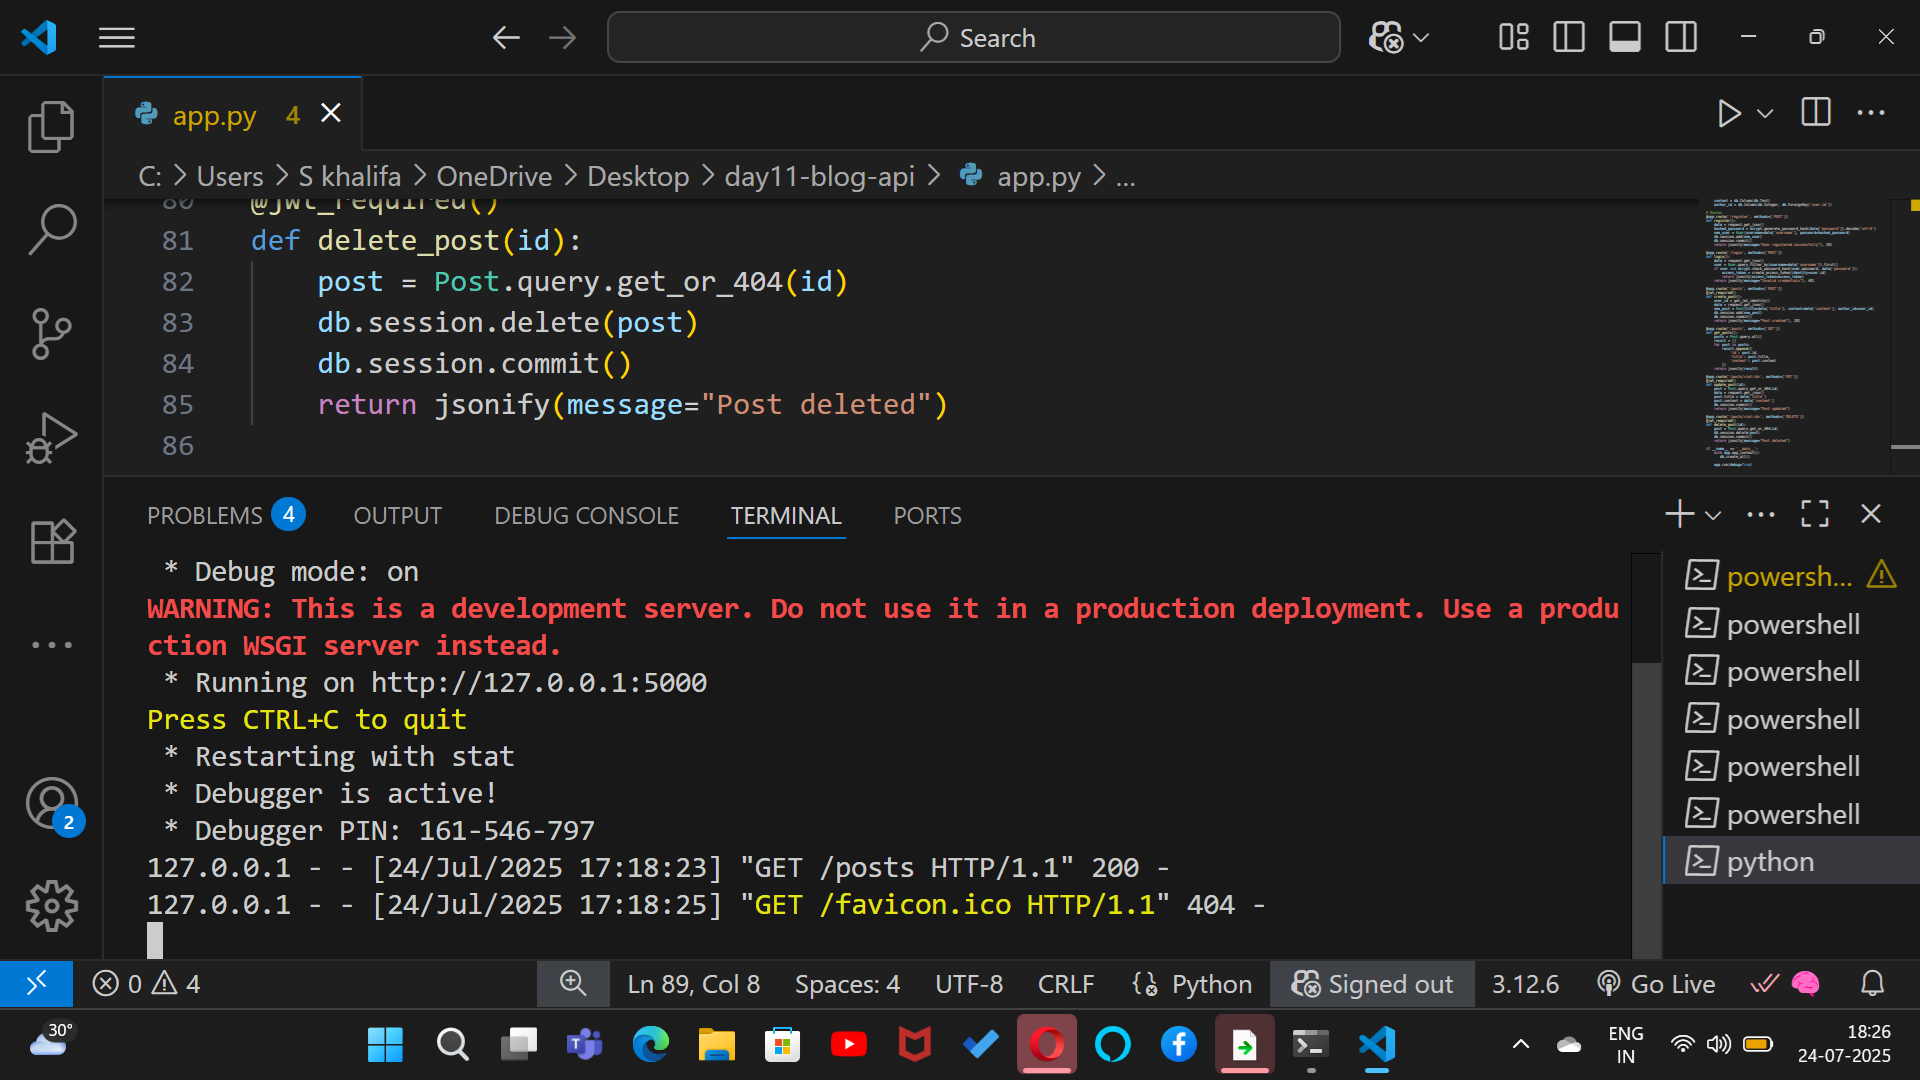 Search
app.py 4
C: > Users > S khalifa > OneDrive > Desktop > day11-blog-api > app.py > ...
80 @jwt_required()
81 def delete_post(id):
82 post = Post.query.get_or_404(id)
83 db.session.delete(post)
84 db.session.commit()
85 return jsonify(message="Post deleted")
86
PROBLEMS 4 OUTPUT DEBUG CONSOLE TERMINAL PORTS
* Debug mode: on
WARNING: This is a development server. Do not use it in a produ
ction WSGI server instead.
* Running on http://127.0.0.1:5000
Press CTRL+C to quit
* Restarting with stat
* Debugger is active!
* Debugger PIN: 161-546-797
127.0.0.1 - - [24/Jul/2025 17:18:23] "GET /posts HTTP/1.1" 200 -
127.0.0.1 - - [24/Jul/2025 17:18:25] "GET /favicon.ico HTTP/1.1" 404 -
powersh...
powershell
powershell
powershell
powershell
powershell
python
2
0 4 Ln 89, Col 8 Spaces: 4 UTF-8 CRLF Python Signed out 3.12.6 Go Live
30°
ENG
IN
18:26
24-07-2025